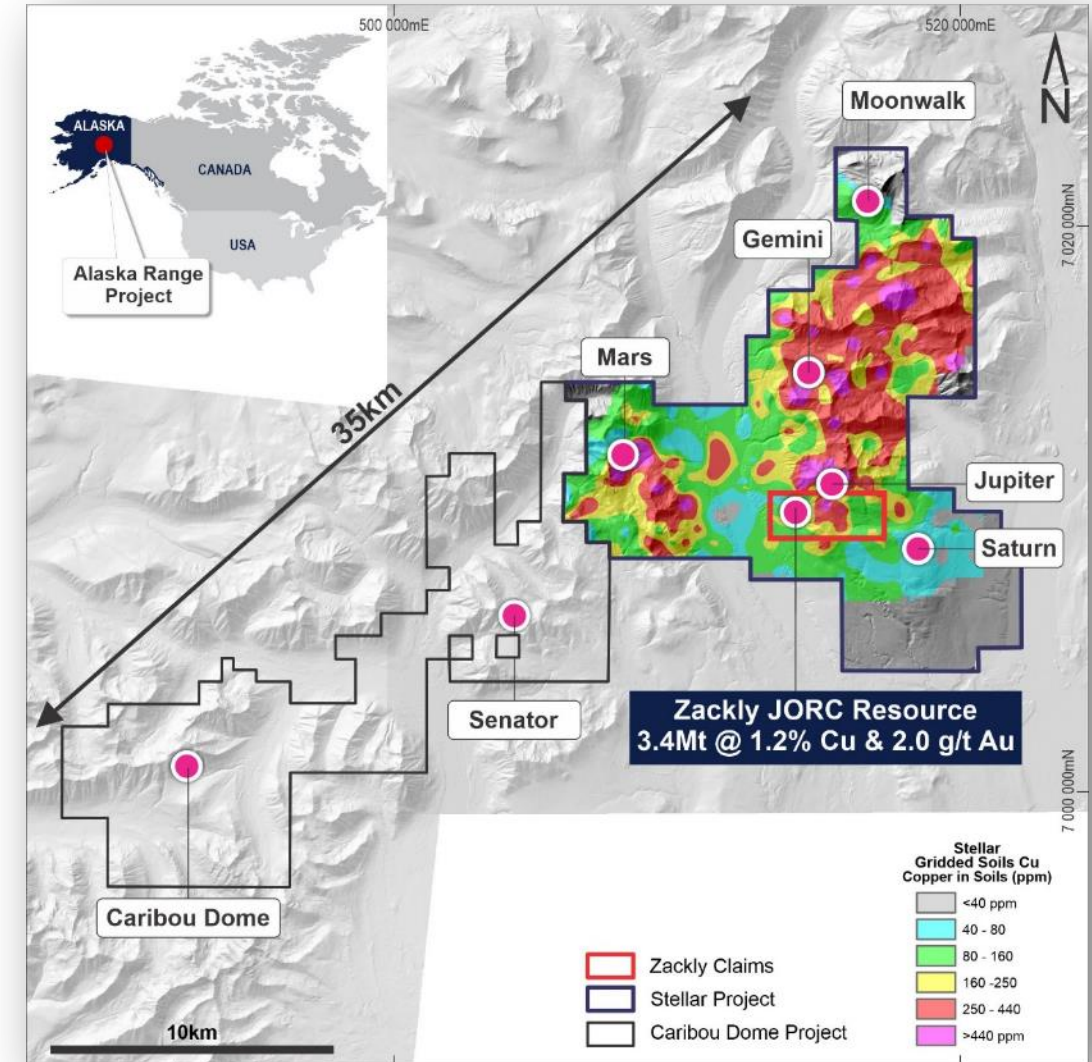 500 000mE
520 000mE
N
ALASKA
CANADA
USA
Alaska Range
Project
Moonwalk
7 020 000mN
Gemini
Mars
35km
Jupiter
Saturn
Senator
Zackly JORC Resource
3.4Mt @ 1.2% Cu & 2.0 g/t Au
7 000 000mN
Caribou Dome
Stellar
Gridded Soils Cu
Copper in Soils (ppm)
<40 ppm
40 - 80
80 - 160
160 -250
250 - 440
>440 ppm
Zackly Claims
Stellar Project
Caribou Dome Project
10km